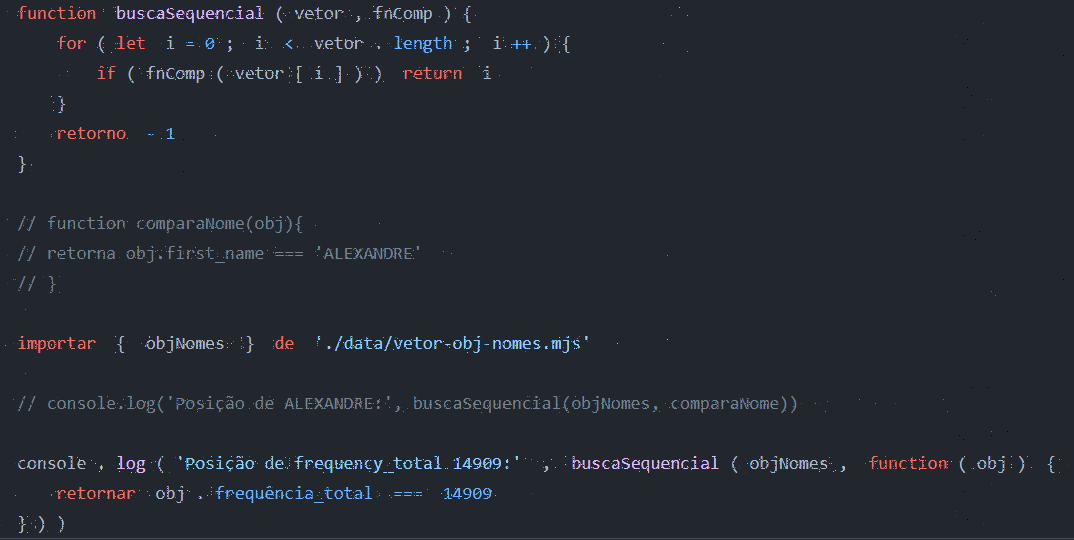 function buscaSequencial ( vetor , fnComp ) {
for ( let i = 0 ; i < vetor . length ; i ++ ) {
if ( fnComp ( vetor [ i ] ) ) return i
}
retorno - 1
}
// function comparaNome(obj){
// retorna obj.first_name === 'ALEXANDRE'
// }
importar { objNomes } de './data/vetor-obj-nomes.mjs'
// console.log('Posição de ALEXANDRE:', buscaSequencial(objNomes, comparaNome))
console . log ( 'Posição de frequency_total 14909:' , buscaSequencial ( objNomes , function ( obj ) {
retornar obj . frequência_total === 14909
} ) )